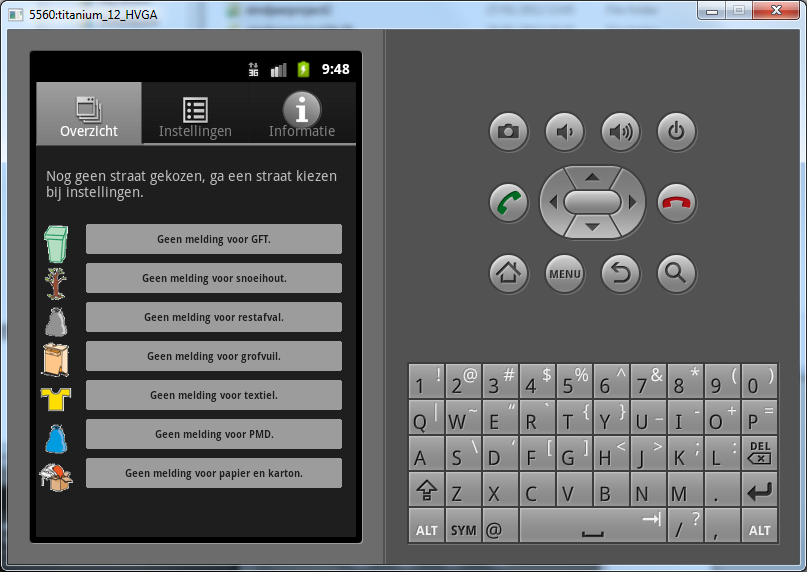 5560:titanium_12_HVGA
3G 9:48
Overzicht Instellingen Informatie
Nog geen straat gekozen, ga een straat kiezen
bij instellingen.
Geen melding voor GFT.
Geen melding voor snoeihout.
Geen melding voor restafval.
Geen melding voor grofvuil.
Geen melding voor textiel.
Geen melding voor PMD.
Geen melding voor papier en karton.
MENU
1 ! 2 @ 3 # 4 $ 5 % 6 ^ 7 & 8 * 9 ( 0 )
Q | W ~ E “ R ` T { Y } U _ I - O + P =
A S \ D ‘ F [ G ] H < J > K ; L : DEL
Z X C V B N M .
ALT SYM @ / ? , ALT